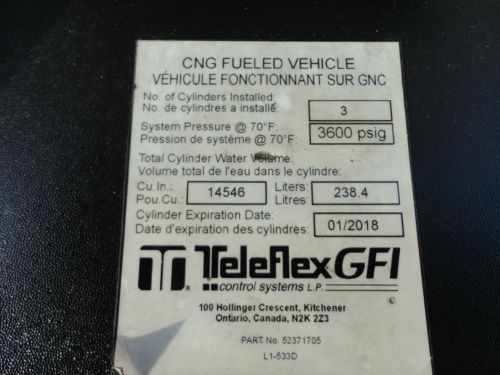 CNG FUELED VEHICLE
VÉHICULE FONCTIONNANT SUR GNC
No. of Cylinders Installed:
No. de cylindres a installé: 3
System Pressure @ 70°F:
Pression de système @ 70°F: 3600 psig
Total Cylinder Water Volume:
Volume total de l'eau dans le cylindre:
Cu.In.: 14546 Liters: 238.4
Pou.Cu.: Litres:
Cylinder Expiration Date:
Date d'expiration des cylindres: 01/2018
Teleflex GFI
control systems L.P.
100 Hollinger Crescent, Kitchener
Ontario, Canada, N2K 2Z3
PART No. 52371705
L1-533D